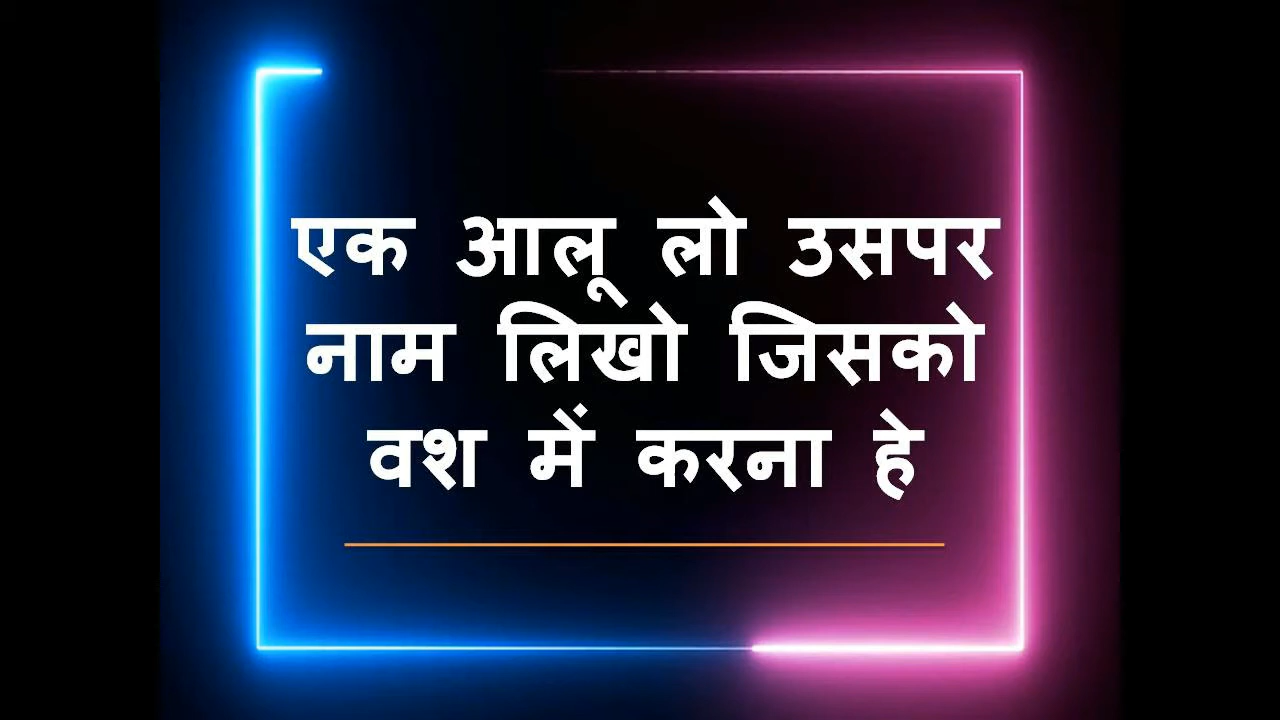 एक आलू लो उसपर
नाम लिखो जिसको
वश में करना हे